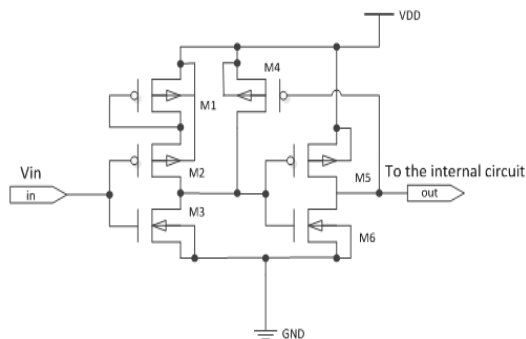 VDD
M4
M1
Vin
M2
M5
To the internal circuit
in
out
M3
M6
GND